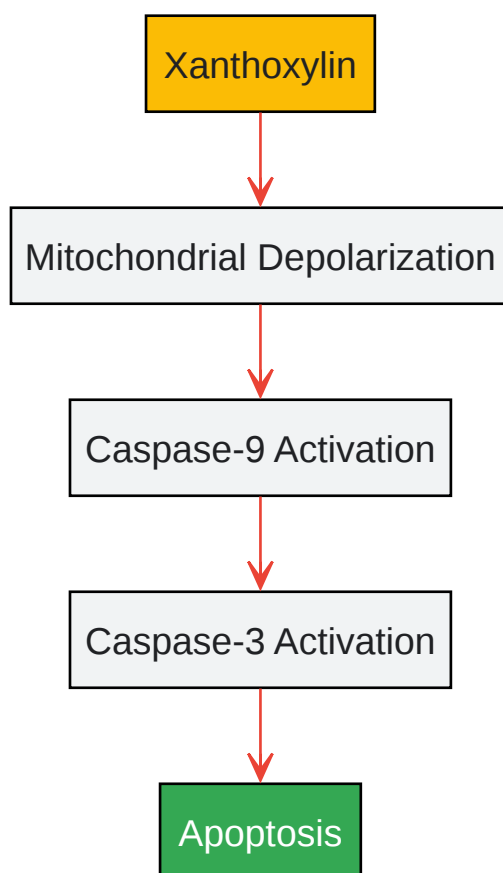 Xanthoxylin
Mitochondrial Depolarization
Caspase-9 Activation
Caspase-3 Activation
Apoptosis